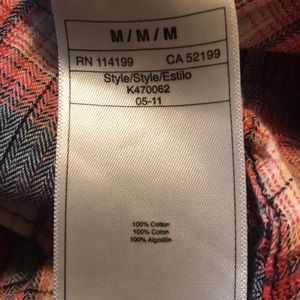 M / M / M
RN 114199 CA 52199
Style/Style/Estilo
K470062
05-11
100% Cotton
100% Coton
100% Algodón